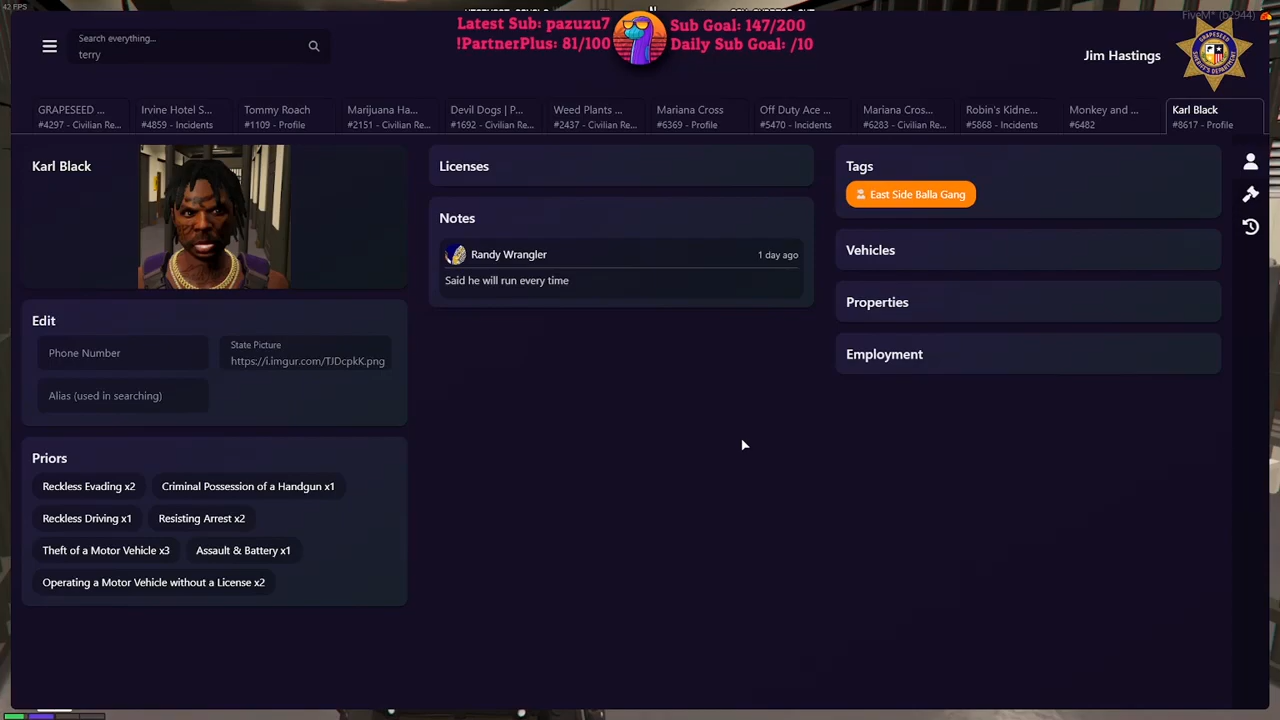 42 FPS
Latest Sub: pazuzu7
!PartnerPlus: 81/100
Sub Goal: 147/200
Daily Sub Goal: /10
FiveM* (b2944)
Search everything...
terry
Jim Hastings
GRAPESEED ...
#4297 - Civilian Re...
Irvine Hotel S...
#4859 - Incidents
Tommy Roach
#1109 - Profile
Marijuana Ha...
#2151 - Civilian Re...
Devil Dogs | P...
#1692 - Civilian Re...
Weed Plants ...
#2437 - Civilian Re...
Mariana Cross
#6369 - Profile
Off Duty Ace ...
#5470 - Incidents
Mariana Cros...
#6283 - Civilian Re...
Robin's Kidne...
#5868 - Incidents
Monkey and ...
#6482
Karl Black
#8617 - Profile
Karl Black
Edit
Phone Number
State Picture
https://i.imgur.com/TJDcpkK.png
Alias (used in searching)
Priors
Reckless Evading x2
Criminal Possession of a Handgun x1
Reckless Driving x1
Resisting Arrest x2
Theft of a Motor Vehicle x3
Assault & Battery x1
Operating a Motor Vehicle without a License x2
Licenses
Notes
Randy Wrangler
1 day ago
Said he will run every time
Tags
East Side Balla Gang
Vehicles
Properties
Employment